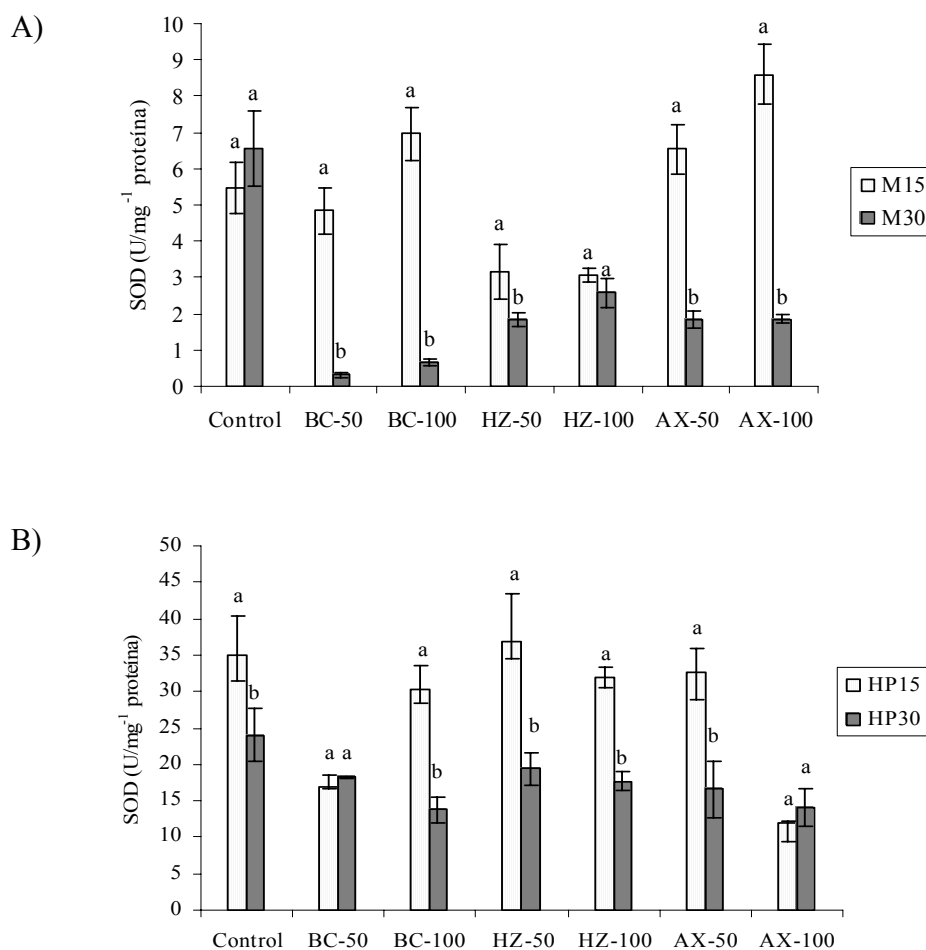 A)
SOD (U/mg⁻¹ proteína)
10
9
8
7
6
5
4
3
2
1
0
a a
a b
a b
a b
a a
a b
a b
Control BC-50 BC-100 HZ-50 HZ-100 AX-50 AX-100
M15
M30
B)
SOD (U/mg⁻¹ proteína)
50
45
40
35
30
25
20
15
10
5
0
a b
a a
a b
a b
a b
a b
a a
Control BC-50 BC-100 HZ-50 HZ-100 AX-50 AX-100
HP15
HP30